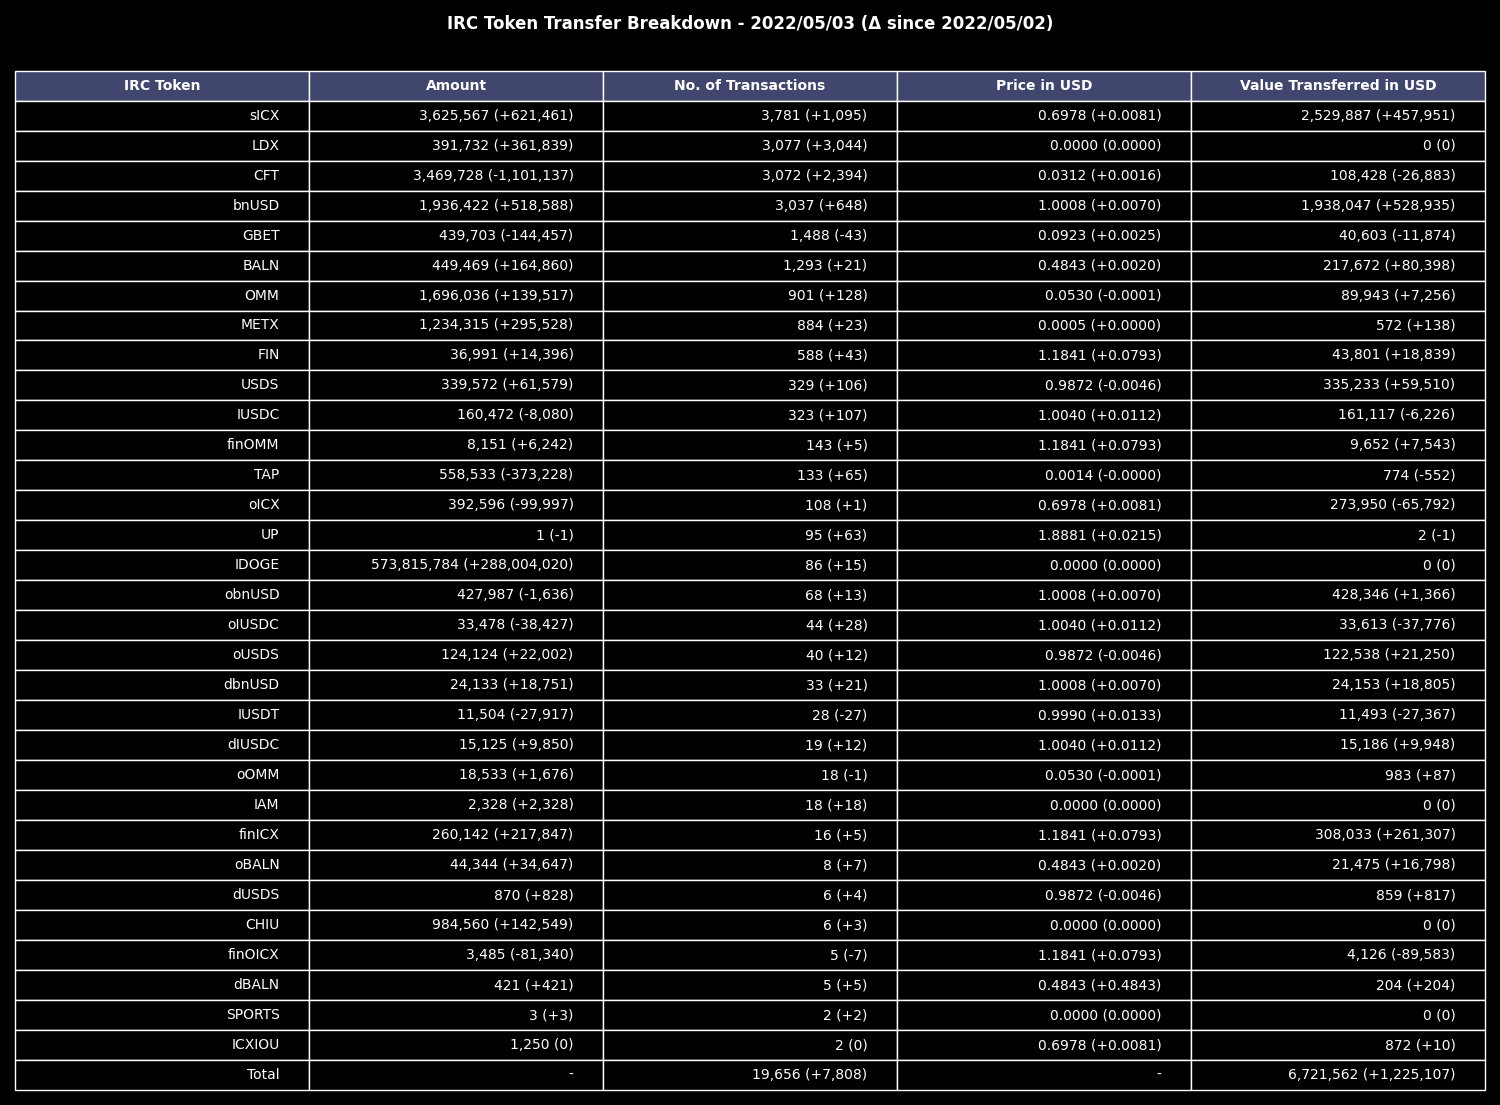 IRC Token Transfer Breakdown - 2022/05/03 (Δ since 2022/05/02)
IRC Token Amount No. of Transactions Price in USD Value Transferred in USD
sICX 3,625,567 (+621,461) 3,781 (+1,095) 0.6978 (+0.0081) 2,529,887 (+457,951)
LDX 391,732 (+361,839) 3,077 (+3,044) 0.0000 (0.0000) 0 (0)
CFT 3,469,728 (-1,101,137) 3,072 (+2,394) 0.0312 (+0.0016) 108,428 (-26,883)
bnUSD 1,936,422 (+518,588) 3,037 (+648) 1.0008 (+0.0070) 1,938,047 (+528,935)
GBET 439,703 (-144,457) 1,488 (-43) 0.0923 (+0.0025) 40,603 (-11,874)
BALN 449,469 (+164,860) 1,293 (+21) 0.4843 (+0.0020) 217,672 (+80,398)
OMM 1,696,036 (+139,517) 901 (+128) 0.0530 (-0.0001) 89,943 (+7,256)
METX 1,234,315 (+295,528) 884 (+23) 0.0005 (+0.0000) 572 (+138)
FIN 36,991 (+14,396) 588 (+43) 1.1841 (+0.0793) 43,801 (+18,839)
USDS 339,572 (+61,579) 329 (+106) 0.9872 (-0.0046) 335,233 (+59,510)
IUSDC 160,472 (-8,080) 323 (+107) 1.0040 (+0.0112) 161,117 (-6,226)
finOMM 8,151 (+6,242) 143 (+5) 1.1841 (+0.0793) 9,652 (+7,543)
TAP 558,533 (-373,228) 133 (+65) 0.0014 (-0.0000) 774 (-552)
oICX 392,596 (-99,997) 108 (+1) 0.6978 (+0.0081) 273,950 (-65,792)
UP 1 (-1) 95 (+63) 1.8881 (+0.0215) 2 (-1)
IDOGE 573,815,784 (+288,004,020) 86 (+15) 0.0000 (0.0000) 0 (0)
obnUSD 427,987 (-1,636) 68 (+13) 1.0008 (+0.0070) 428,346 (+1,366)
oIUSDC 33,478 (-38,427) 44 (+28) 1.0040 (+0.0112) 33,613 (-37,776)
oUSDS 124,124 (+22,002) 40 (+12) 0.9872 (-0.0046) 122,538 (+21,250)
dbnUSD 24,133 (+18,751) 33 (+21) 1.0008 (+0.0070) 24,153 (+18,805)
IUSDT 11,504 (-27,917) 28 (-27) 0.9990 (+0.0133) 11,493 (-27,367)
dIUSDC 15,125 (+9,850) 19 (+12) 1.0040 (+0.0112) 15,186 (+9,948)
oOMM 18,533 (+1,676) 18 (-1) 0.0530 (-0.0001) 983 (+87)
IAM 2,328 (+2,328) 18 (+18) 0.0000 (0.0000) 0 (0)
finICX 260,142 (+217,847) 16 (+5) 1.1841 (+0.0793) 308,033 (+261,307)
oBALN 44,344 (+34,647) 8 (+7) 0.4843 (+0.0020) 21,475 (+16,798)
dUSDS 870 (+828) 6 (+4) 0.9872 (-0.0046) 859 (+817)
CHIU 984,560 (+142,549) 6 (+3) 0.0000 (0.0000) 0 (0)
finOICX 3,485 (-81,340) 5 (-7) 1.1841 (+0.0793) 4,126 (-89,583)
dBALN 421 (+421) 5 (+5) 0.4843 (+0.4843) 204 (+204)
SPORTS 3 (+3) 2 (+2) 0.0000 (0.0000) 0 (0)
ICXIOU 1,250 (0) 2 (0) 0.6978 (+0.0081) 872 (+10)
Total - 19,656 (+7,808) - 6,721,562 (+1,225,107)